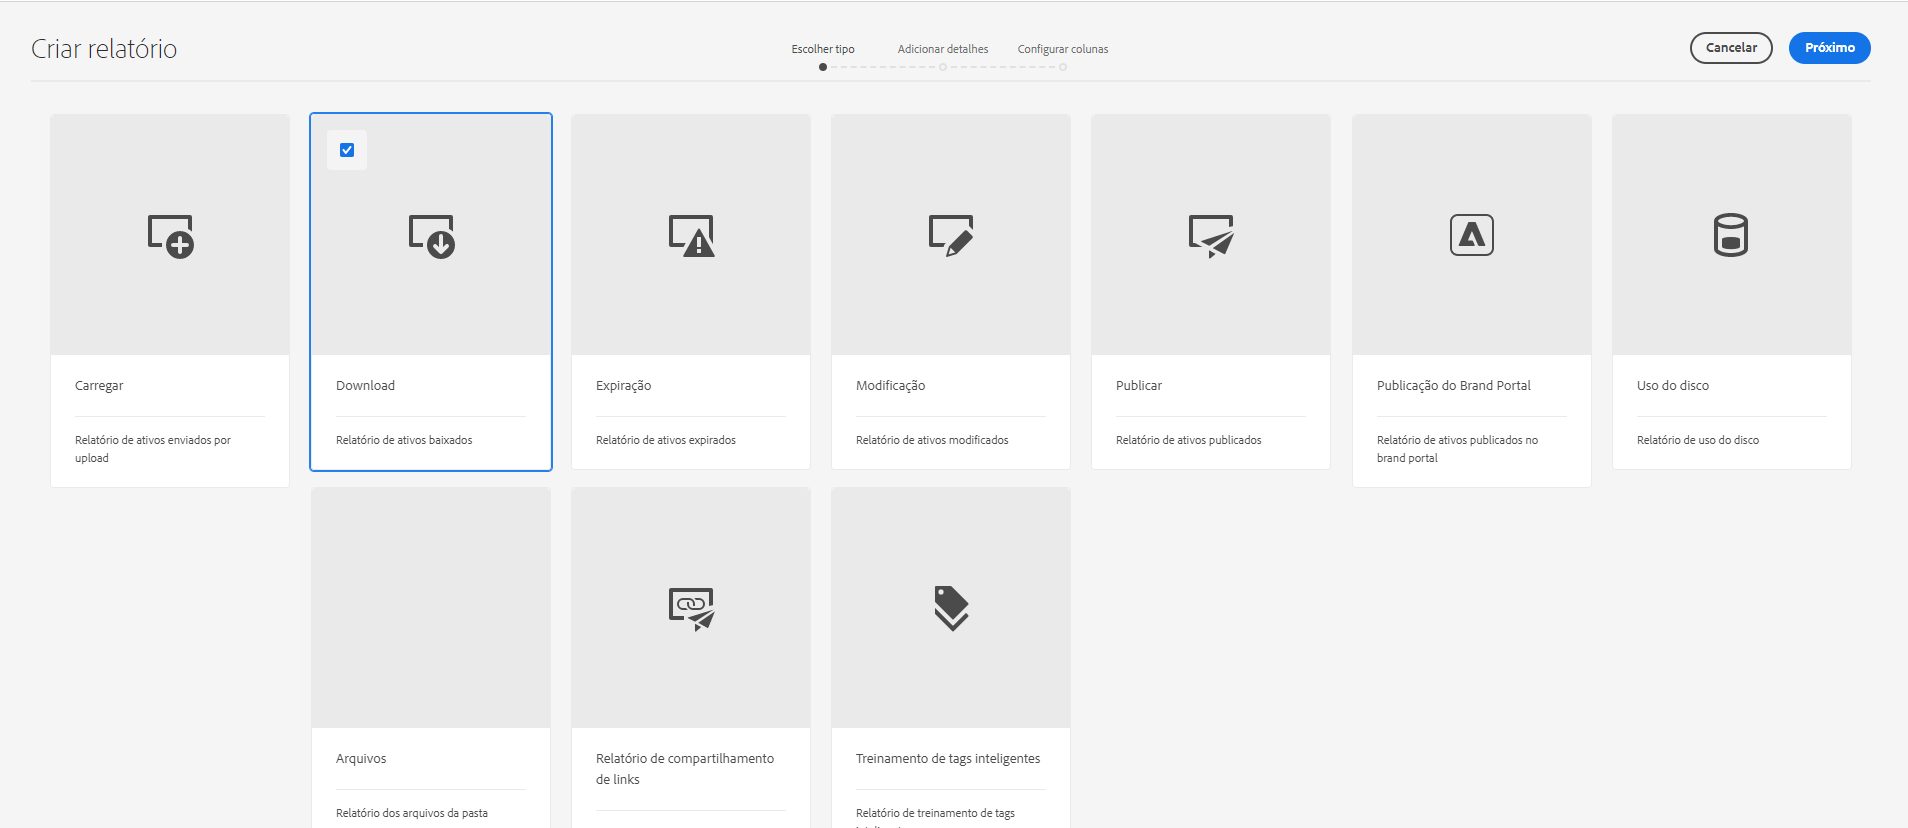 Criar relatório
Escolher tipo
Adicionar detalhes
Configurar colunas
Cancelar
Próximo
Carregar
Relatório de ativos enviados por
upload
Download
Relatório de ativos baixados
Expiração
Relatório de ativos expirados
Modificação
Relatório de ativos modificados
Publicar
Relatório de ativos publicados
Publicação do Brand Portal
Relatório de ativos publicados no
brand portal
Uso do disco
Relatório de uso do disco
Arquivos
Relatório dos arquivos da pasta
Relatório de compartilhamento
de links
Treinamento de tags inteligentes
Relatório de treinamento de tags